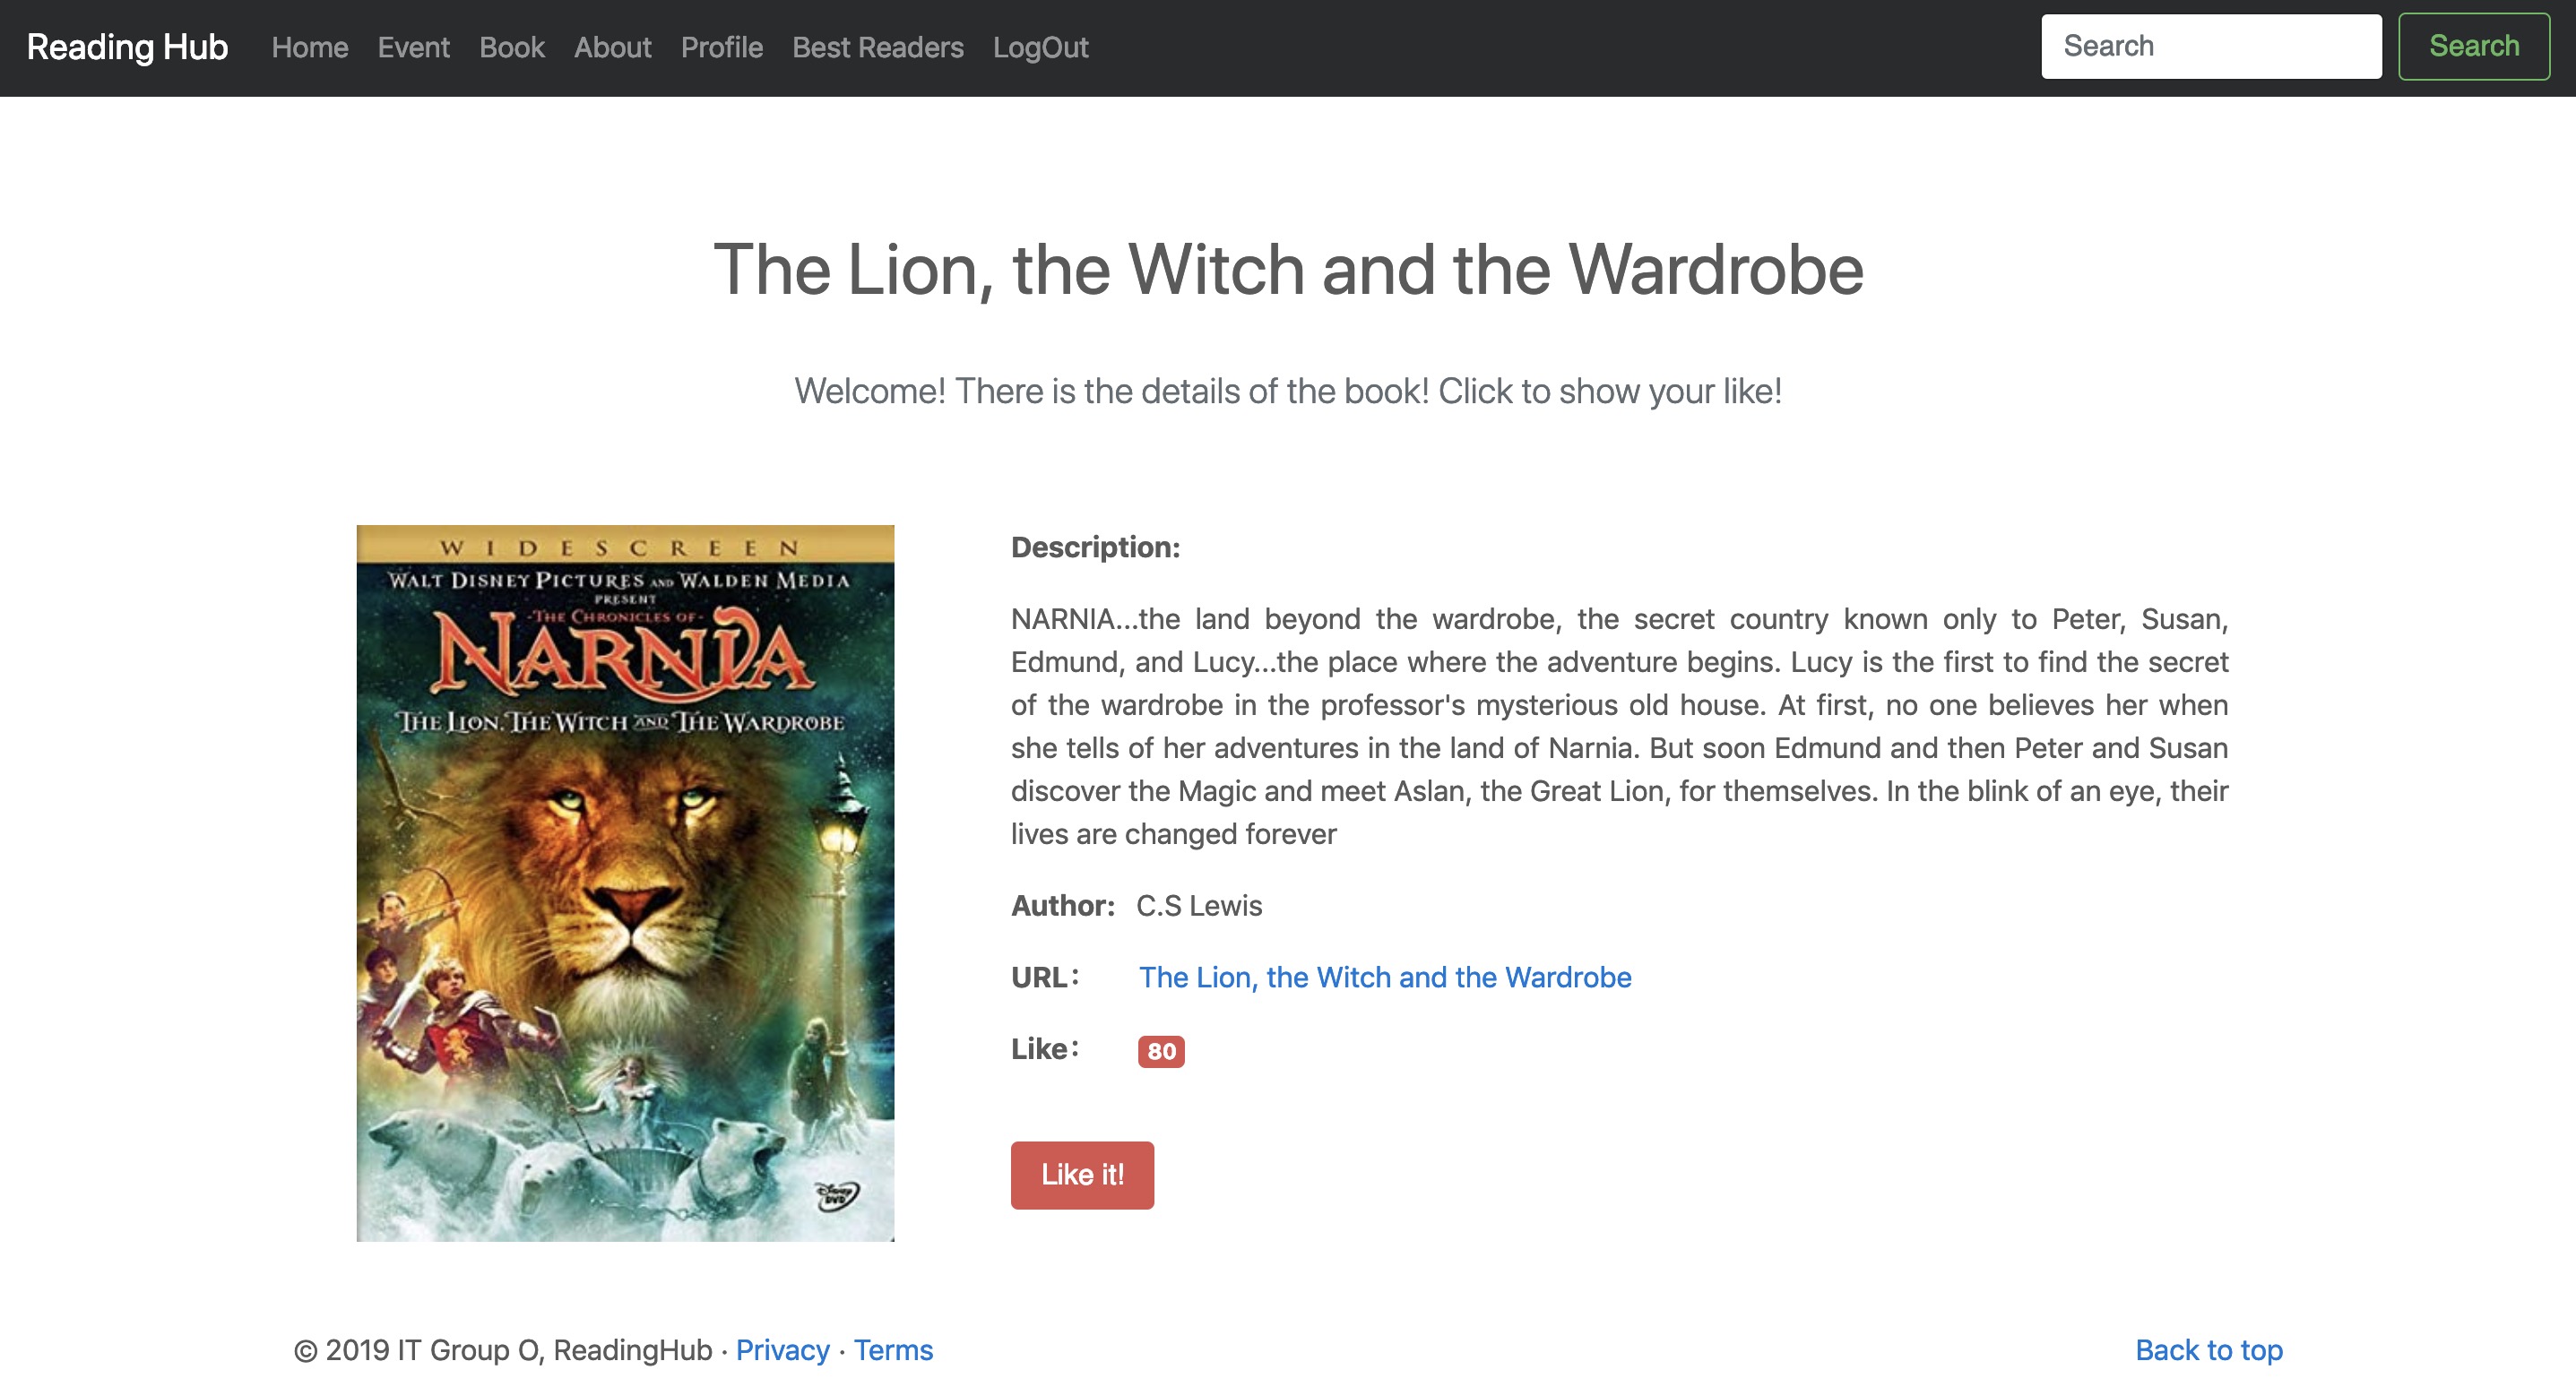 Reading Hub Home Event Book About Profile Best Readers LogOut Search Search
The Lion, the Witch and the Wardrobe
Welcome! There is the details of the book! Click to show your like!
WIDESCREEN
WALT DISNEY PICTURES AND WALDEN MEDIA
PRESENT
-THE CHRONICLES OF-
NARNIA
THE LION, THE WITCH AND THE WARDROBE
Disney
DVD
Description:
NARNIA...the land beyond the wardrobe, the secret country known only to Peter, Susan,
Edmund, and Lucy...the place where the adventure begins. Lucy is the first to find the secret
of the wardrobe in the professor's mysterious old house. At first, no one believes her when
she tells of her adventures in the land of Narnia. But soon Edmund and then Peter and Susan
discover the Magic and meet Aslan, the Great Lion, for themselves. In the blink of an eye, their
lives are changed forever
Author: C.S Lewis
URL: The Lion, the Witch and the Wardrobe
Like: 80
Like it!
© 2019 IT Group O, ReadingHub · Privacy · Terms
Back to top